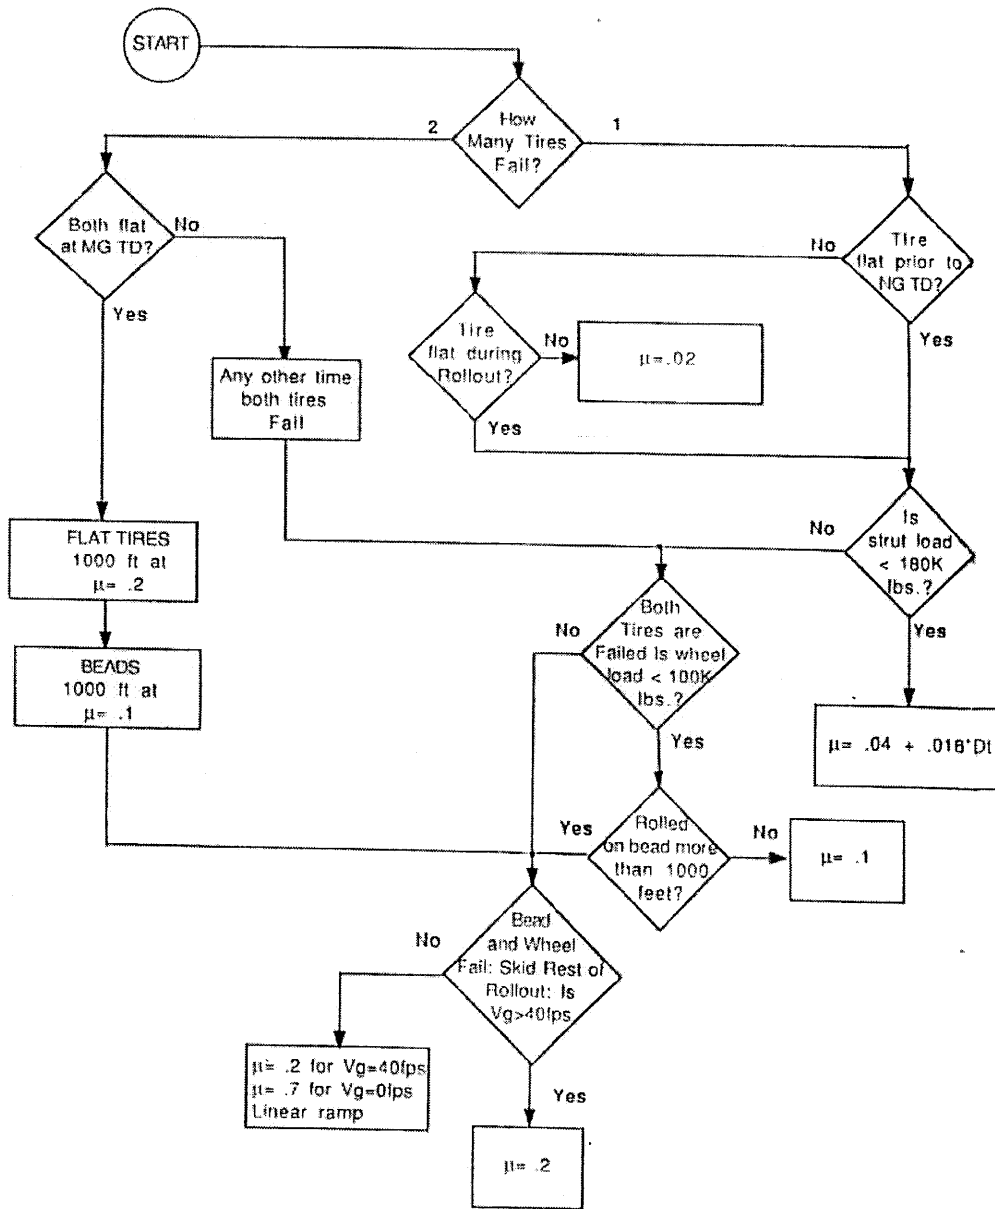 START
How
Many Tires
Fail?
2
1
Both flat
at MG TD?
No
Yes
Tire
flat prior to
NG TD?
No
Yes
Tire
flat during
Rollout?
No
Yes
μ=.02
Any other time
both tires
Fail
FLAT TIRES
1000 ft at
μ= .2
BEADS
1000 ft at
μ= .1
Is
strut load
< 180K
lbs.?
No
Yes
μ= .04 + .018*Dt
Both
Tires are
Failed Is wheel
load < 100K
lbs.?
No
Yes
Rolled
on bead more
than 1000
feet?
Yes
No
μ= .1
Bead
and Wheel
Fail: Skid Rest of
Rollout: Is
Vg>40fps
No
Yes
μ= .2 for Vg=40fps
μ= .7 for Vg=0fps
Linear ramp
μ= .2